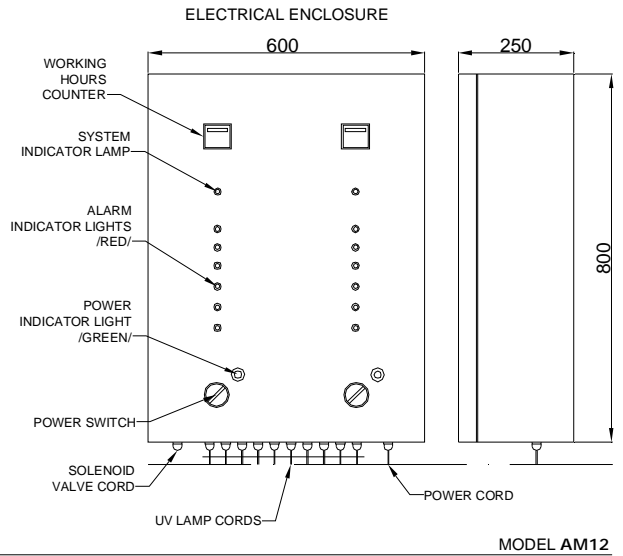 ELECTRICAL ENCLOSURE
600
250
WORKING
HOURS
COUNTER
SYSTEM
INDICATOR LAMP
ALARM
INDICATOR LIGHTS
/RED/
800
POWER
INDICATOR LIGHT
/GREEN/
POWER SWITCH
SOLENOID
VALVE CORD
POWER CORD
UV LAMP CORDS
MODEL AM12